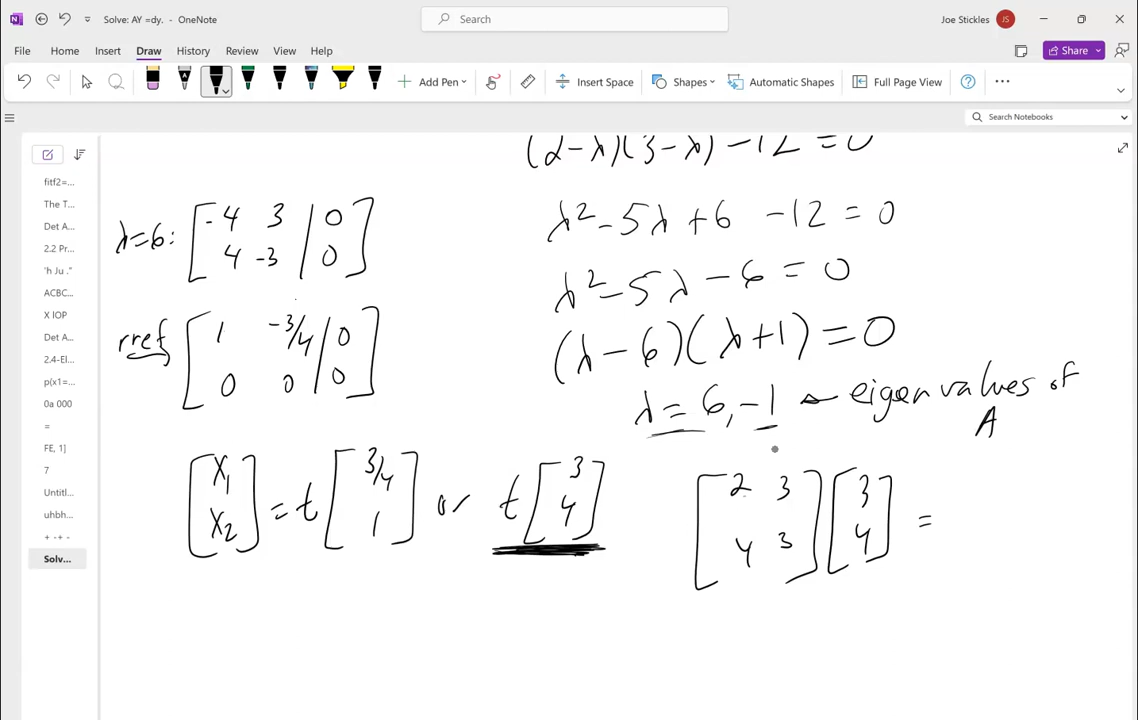 Solve: AY =dy. - OneNote
Search
Joe Stickles
JS
File Home Insert Draw History Review View Help
Share
Add Pen
Insert Space
Shapes
Automatic Shapes
Full Page View
Search Notebooks
fitf2=...
The T...
Det A...
2.2 Pr...
'h Ju ."
ACBC...
X IOP
Det A...
2.4-El...
p(x1=...
0a 000
=
FE, 1]
7
Untitl...
uhbh...
+ -+- -
Solv...
λ=6: [ -4 3 | 0
4 -3 | 0 ]
rref [ 1 -3/4 | 0
0 0 | 0 ]
[ x1
x2 ] = t [ 3/4
1 ] or t [ 3
4 ]
(2-λ)(3-λ) -12 = 0
λ² - 5λ + 6 - 12 = 0
λ² - 5λ - 6 = 0
(λ - 6)(λ + 1) = 0
λ = 6, -1 ← eigenvalues of
A
[ 2 3
4 3 ] [ 3
4 ] =